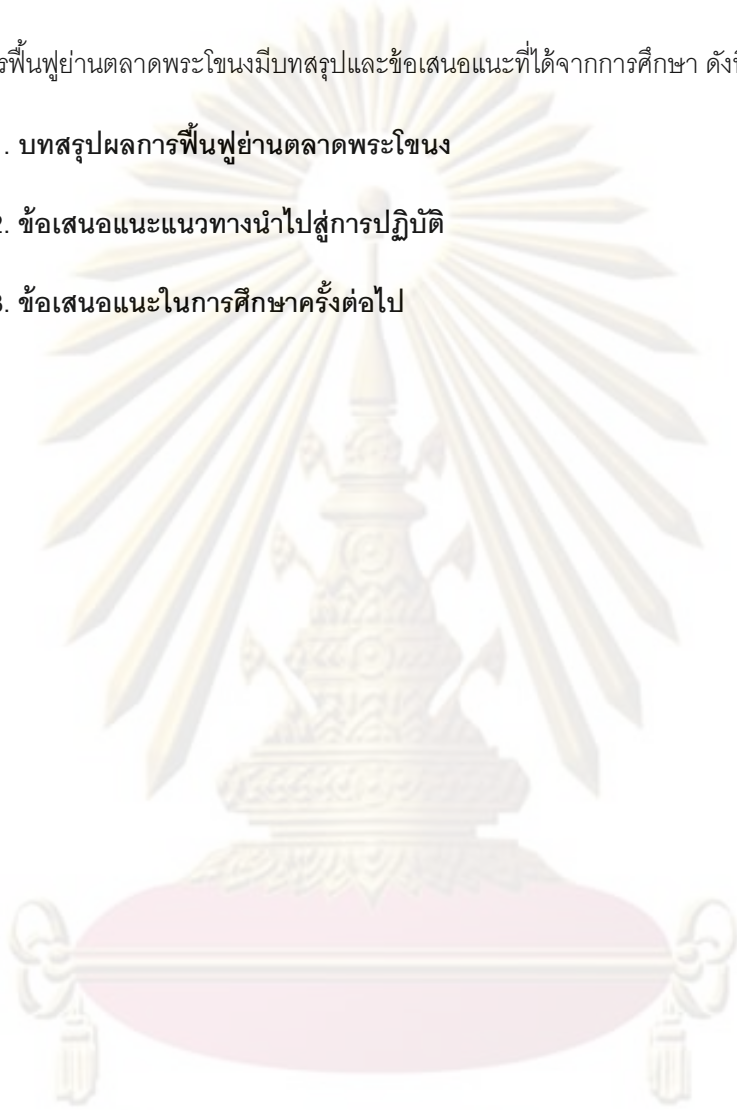 รฟื้นฟูย่านตลาดพระโขนงมีบทสรุปและข้อเสนอแนะที่ได้จากการศึกษา ดังนี
. บทสรุปผลการฟื้นฟูย่านตลาดพระโขนง
2. ข้อเสนอแนะแนวทางนำไปสู่การปฏิบัติ
3. ข้อเสนอแนะในการศึกษาครั้งต่อไป